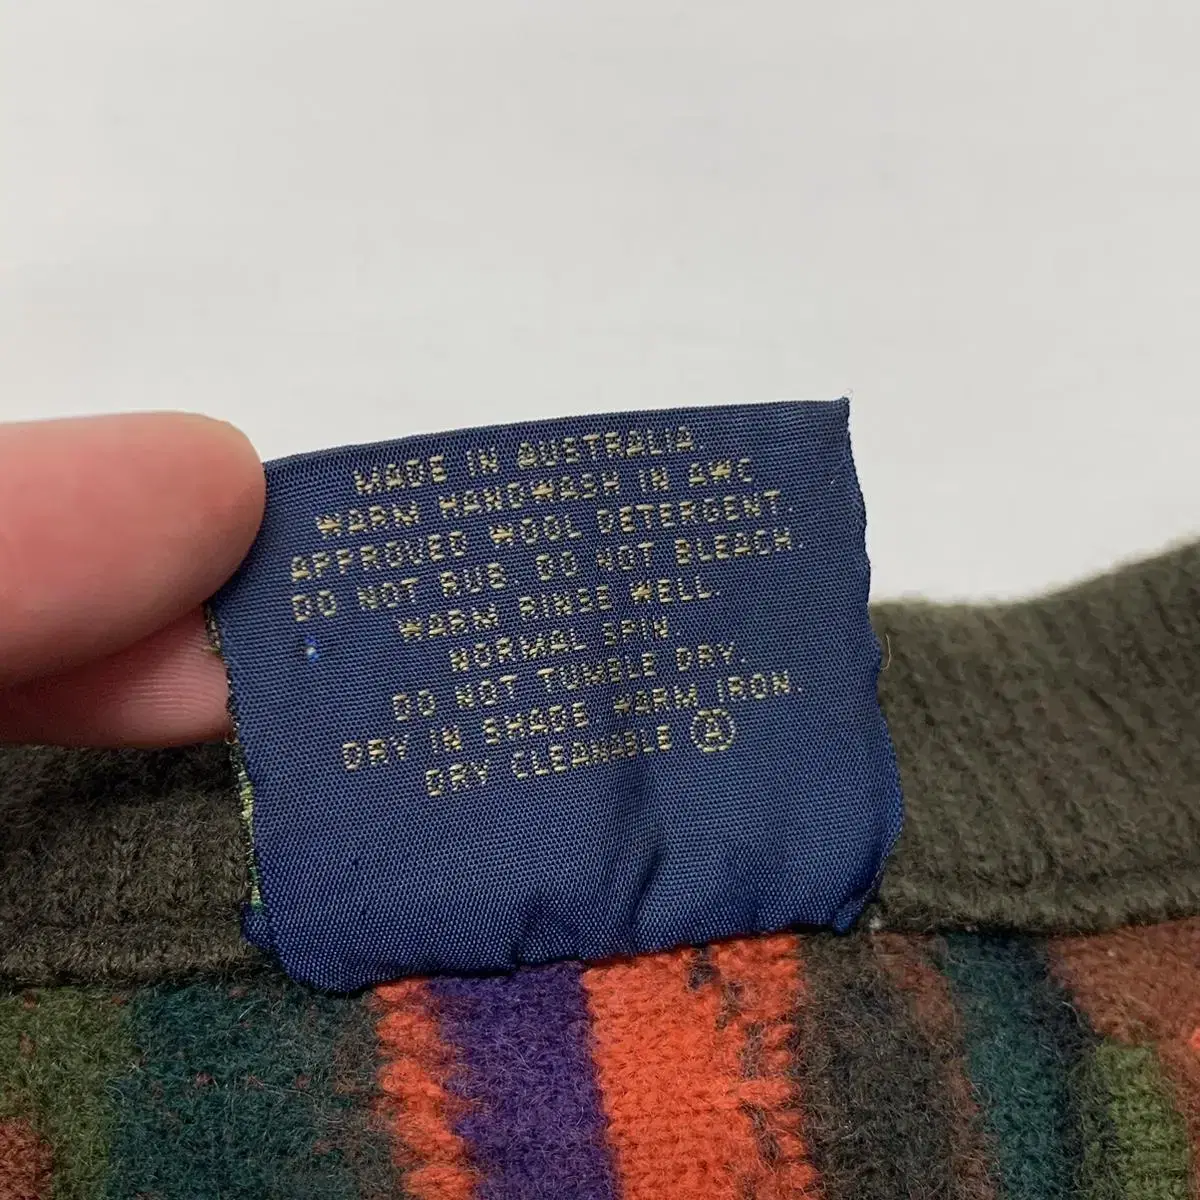 MADE IN AUSTRALIA.
WARM HANDWASH IN AWC
APPROVED WOOL DETERGENT.
DO NOT RUB. DO NOT BLEACH.
WARM RINSE WELL.
NORMAL SPIN.
DO NOT TUMBLE DRY.
DRY IN SHADE. WARM IRON.
DRY CLEANABLE Ⓐ